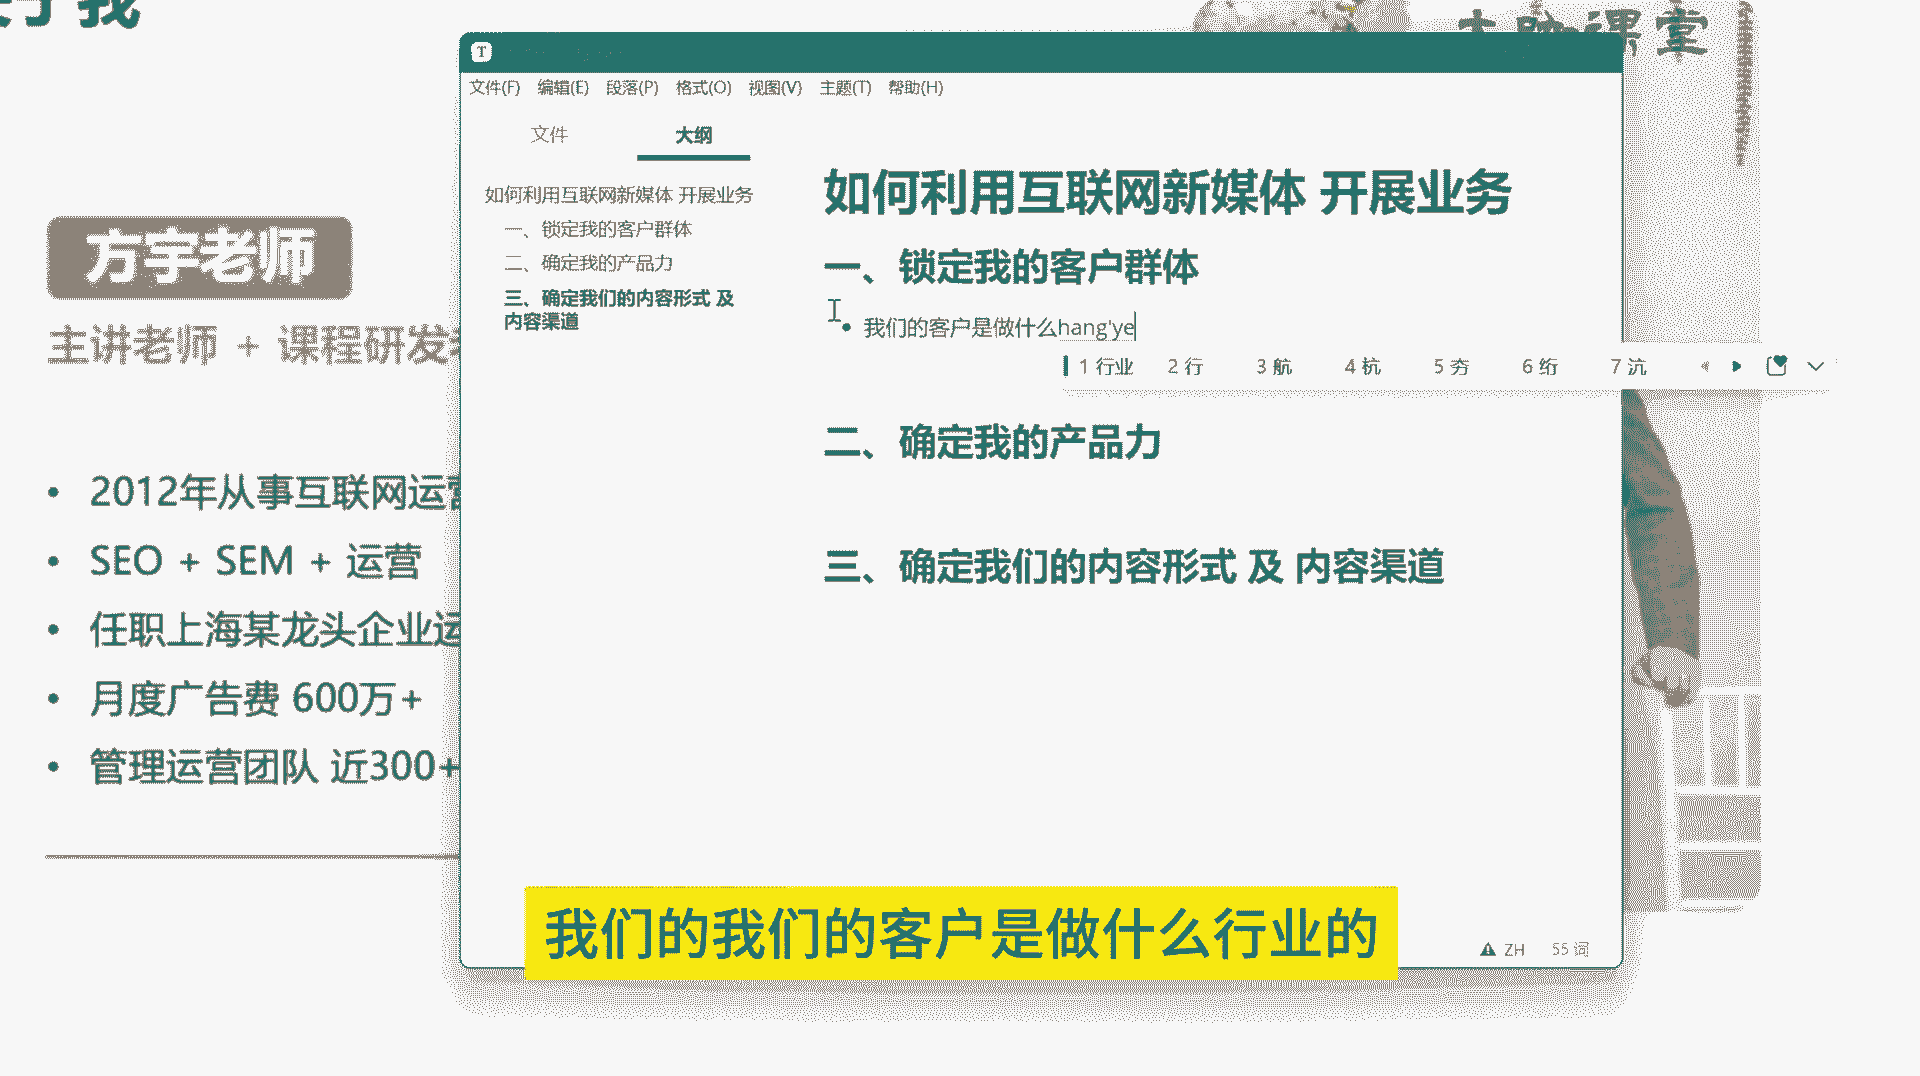 我
课堂
方宇老师
主讲老师 + 课程研发
2012年从事互联网运营
SEO + SEM + 运营
任职上海某龙头企业运
月度广告费 600万+
管理运营团队 近300+
T
文件(F) 编辑(E) 段落(P) 格式(O) 视图(V) 主题(T) 帮助(H)
文件 大纲
如何利用互联网新媒体 开展业务
一、锁定我的客户群体
二、确定我的产品力
三、确定我们的内容形式 及
内容渠道
如何利用互联网新媒体 开展业务
一、锁定我的客户群体
我们的客户是做什么hang'ye
1 行业 2 行 3 航 4 杭 5 夯 6 绗 7 沆
二、确定我的产品力
三、确定我们的内容形式 及 内容渠道
我们的我们的客户是做什么行业的
ZH 55 词